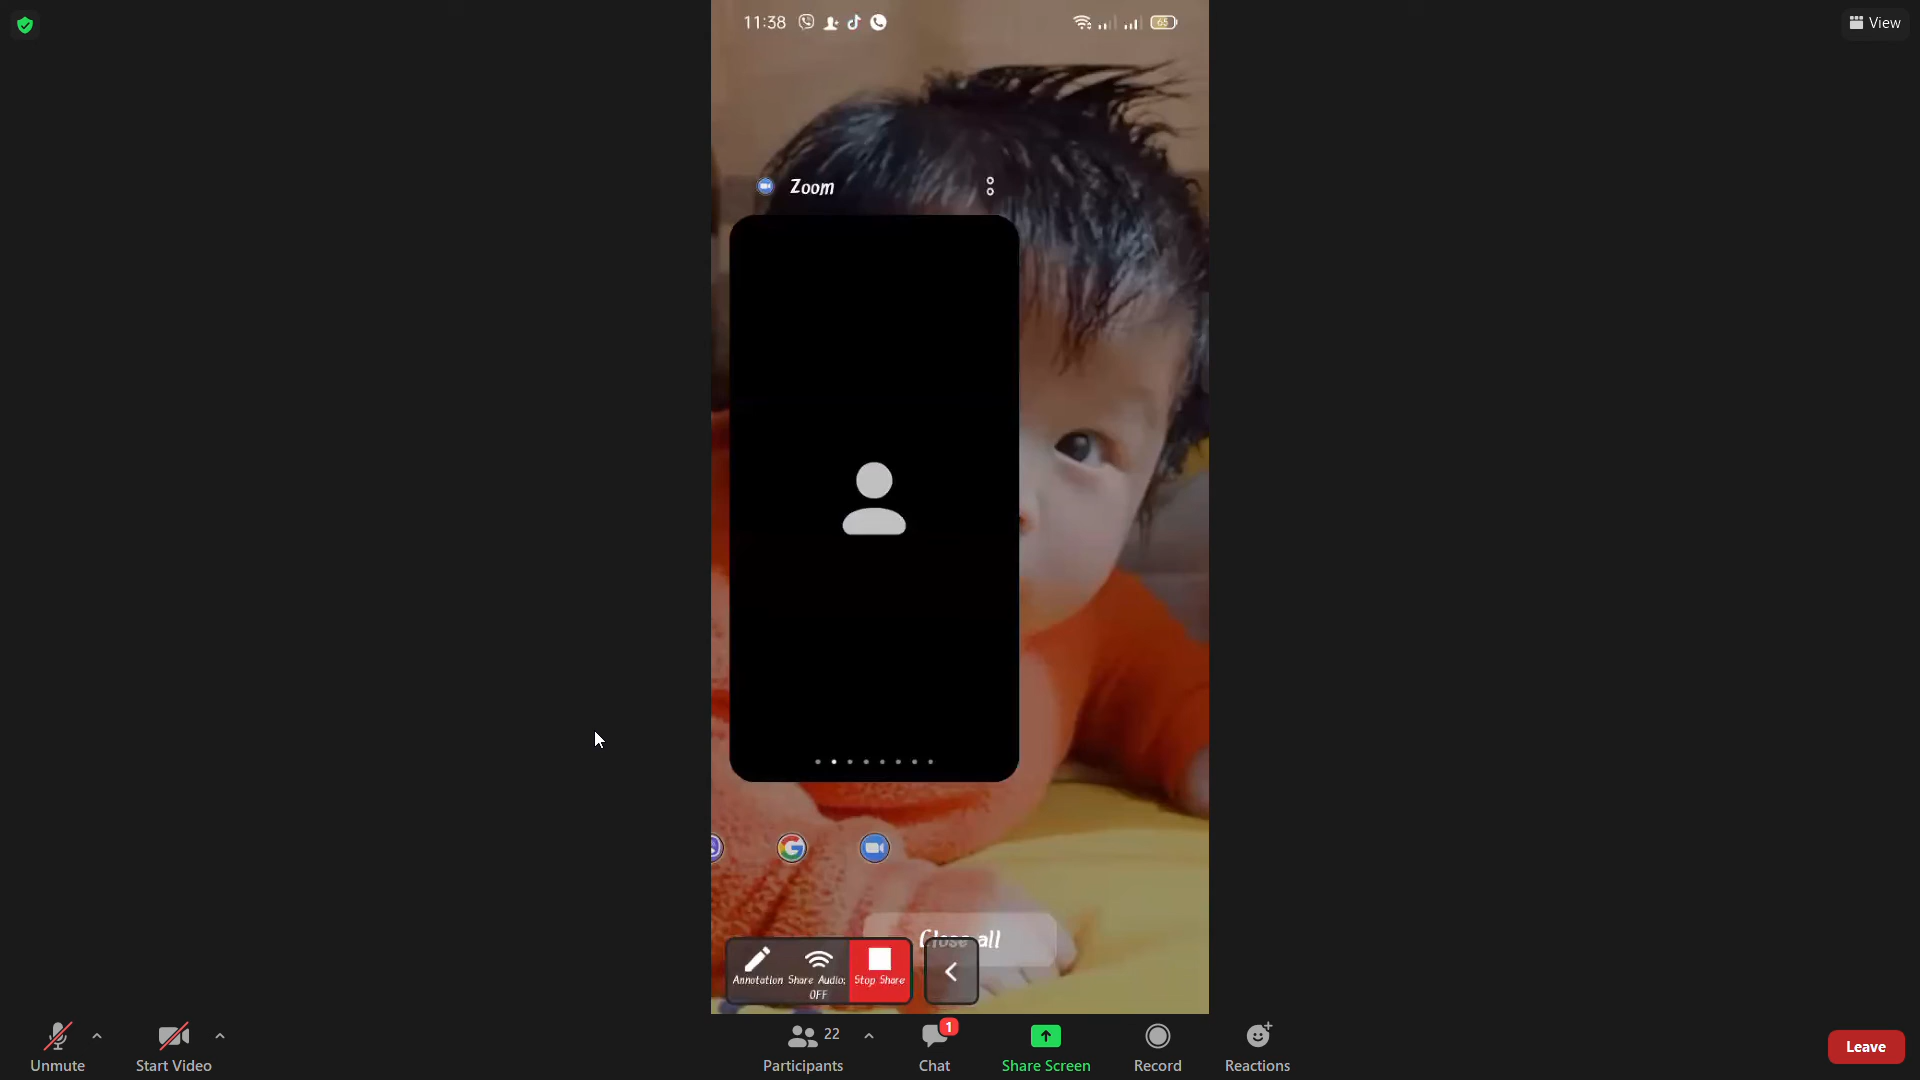 View
11:38
65
Zoom
Close all
Annotation
Share Audio: OFF
Stop Share
Unmute
Start Video
22
Participants
1
Chat
Share Screen
Record
Reactions
Leave